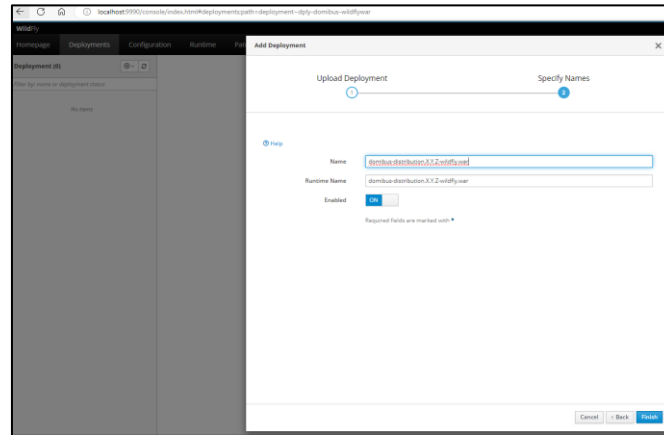 localhost:9990/console/index.html#deployments;path=deployment~dply-domibus-wildflywar
WildFly
Homepage Deployments Configuration Runtime
Add Deployment
Deployment (0)
Filter by: name or deployment status
No items
Upload Deployment
Specify Names
1
2
Help
Name
domibus-distribution.X.Y.Z-wildfly.war
Runtime Name
domibus-distribution.X.Y.Z-wildfly.war
Enabled
ON
Required fields are marked with *
Cancel
< Back
Finish